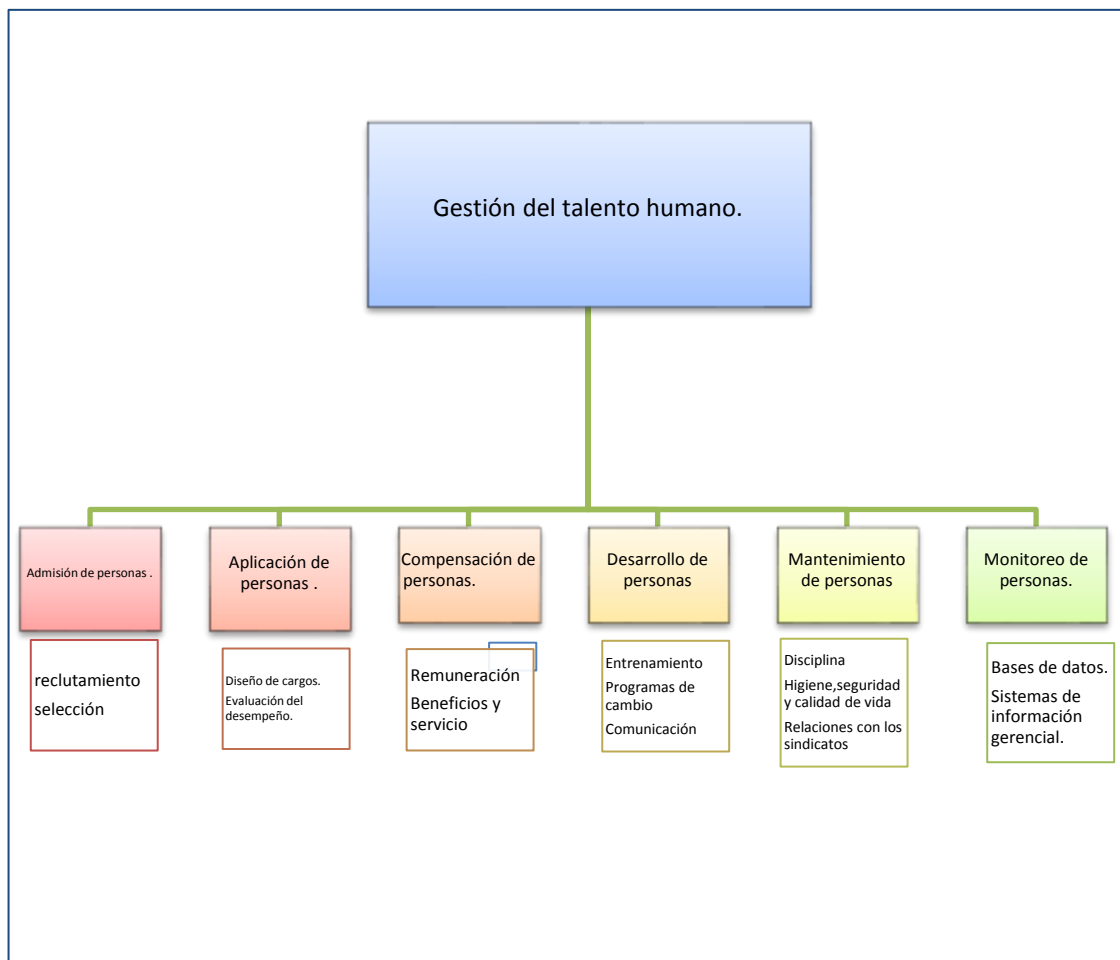 Gestión del talento humano.
Admisión de personas .
Aplicación de
personas .
Compensación de
personas.
Desarrollo de
personas
Mantenimiento
de personas
Monitoreo de
personas.
reclutamiento
selección
Diseño de cargos.
Evaluación del
desempeño.
Remuneración
Beneficios y
servicio
Entrenamiento
Programas de
cambio
Comunicación
Disciplina
Higiene,seguridad
y calidad de vida
Relaciones con los
sindicatos
Bases de datos.
Sistemas de
información
gerencial.